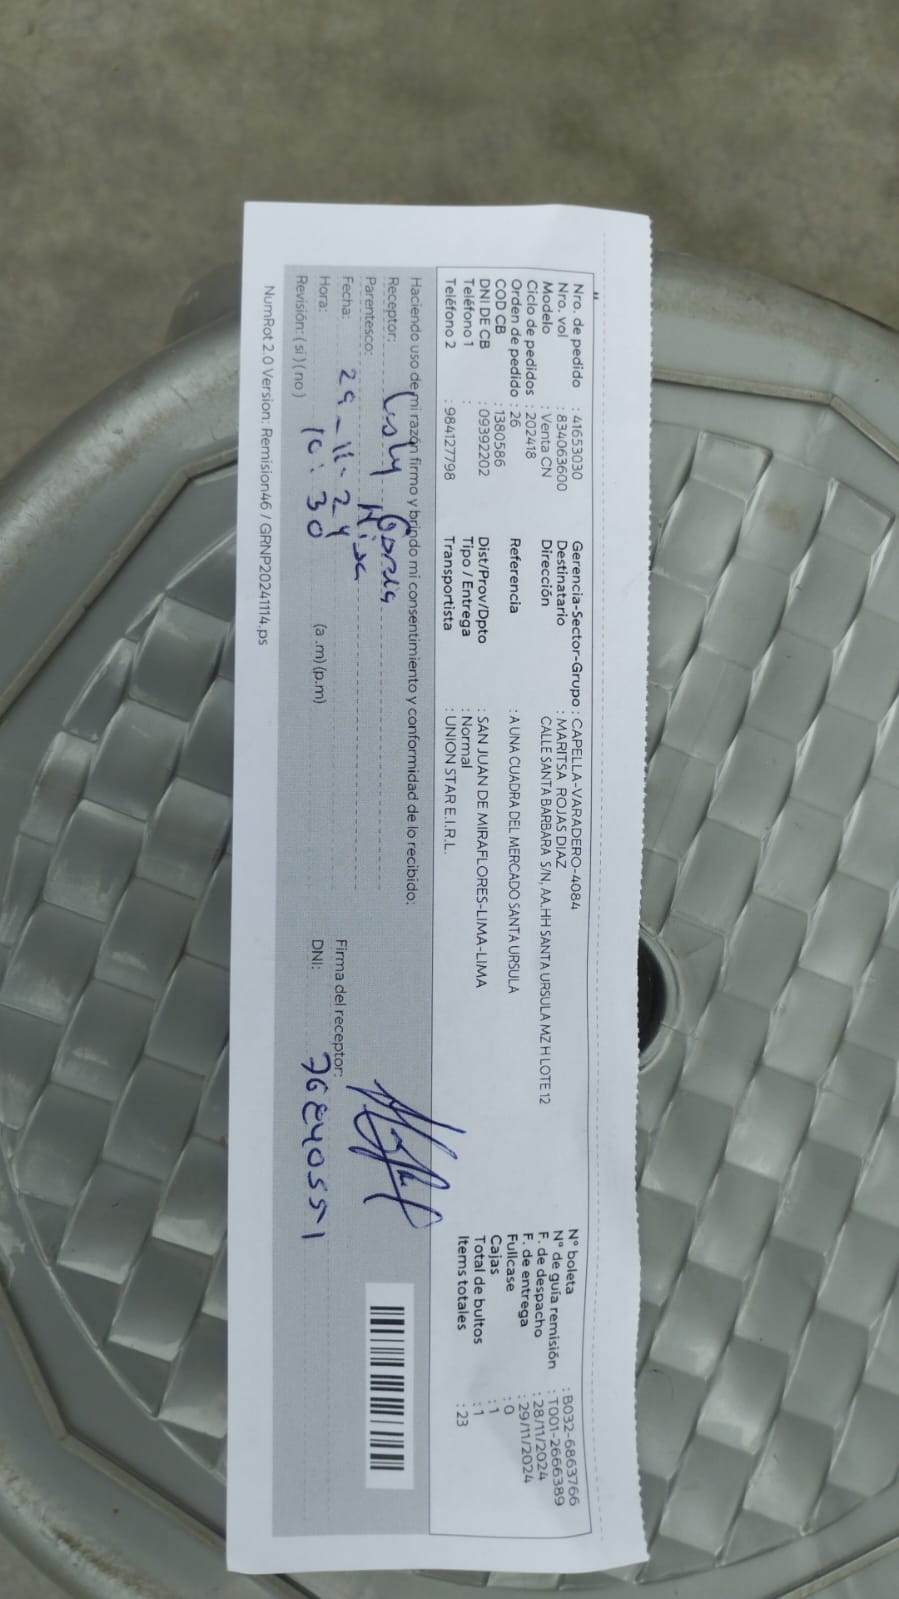 Nro. de pedido : 41653030
Nro. vol : 834063600
Modelo : Venta CN
Ciclo de pedidos : 202418
Orden de pedido : 26
COD CB : 1380586
DNI DE CB : 09392202
Teléfono 1 :
Teléfono 2 : 984127798
Gerencia-Sector-Grupo : CAPELLA-VARADERO-4084
Destinatario : MARITSA ROJAS DIAZ
Dirección CALLE SANTA BARBARA S/N, AA.HH SANTA URSULA MZ H LOTE 12
Referencia : A UNA CUADRA DEL MERCADO SANTA URSULA
Dist/Prov/Dpto : SAN JUAN DE MIRAFLORES-LIMA-LIMA
Tipo / Entrega : Normal
Transportista : UNION STAR E.I.R.L.
N° boleta : B032-6863766
N° de guía remisión : T001-2666389
F. de despacho : 28/11/2024
F. de entrega : 29/11/2024
Fullcase : 0
Cajas : 1
Total de bultos : 1
Items totales : 23
Haciendo uso de mi razón firmo y brindo mi consentimiento y conformidad de lo recibido:
Receptor:
Parentesco: Hija
Fecha: 29-11-24
Hora: 10:30 (a .m) (p.m)
Revisión: ( si ) ( no )
Firma del receptor:
DNI:
NumRot 2.0 Version: Remision46 / GRNP20241114.ps